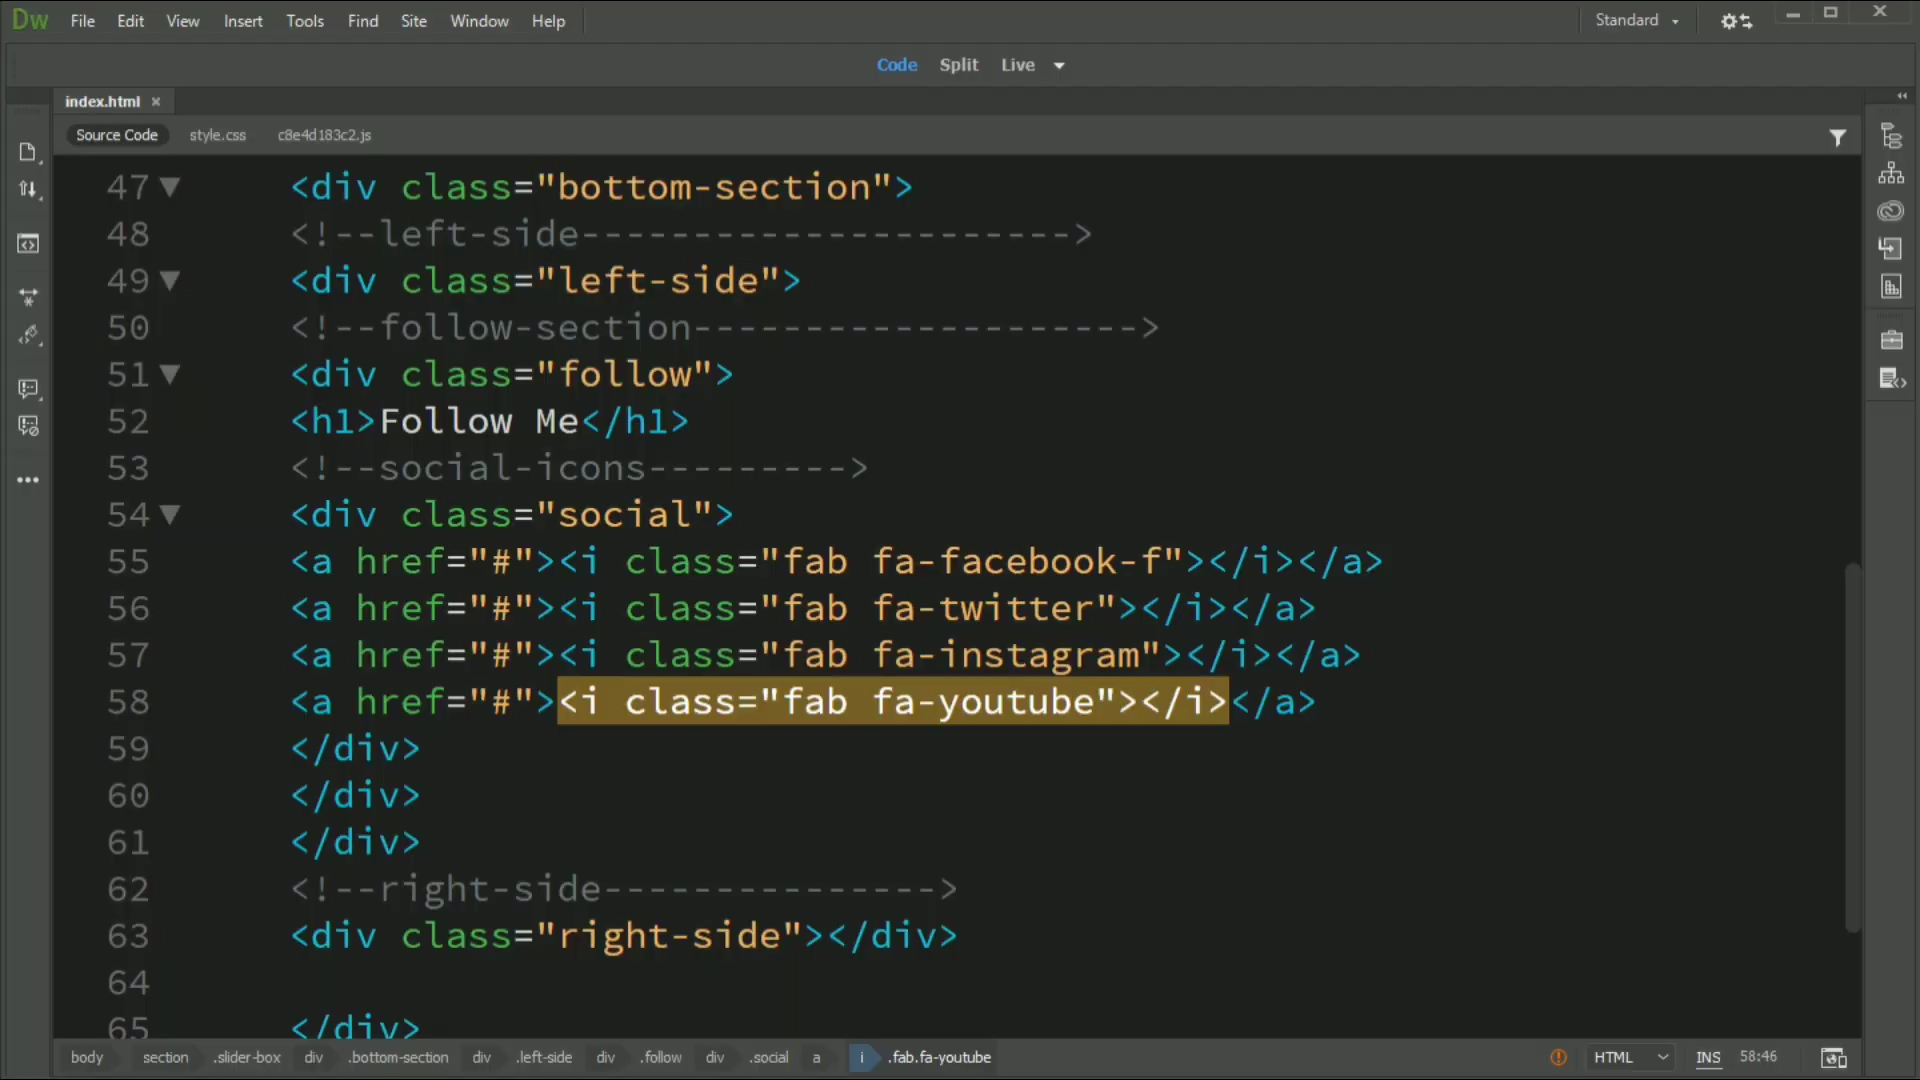 Dw File Edit View Insert Tools Find Site Window Help Standard
Code Split Live
index.html ×
Source Code style.css c8e4d183c2.js
47 <div class="bottom-section">
48 <!--left-side---------------------->
49 <div class="left-side">
50 <!--follow-section-------------------->
51 <div class="follow">
52 <h1>Follow Me</h1>
53 <!--social-icons--------->
54 <div class="social">
55 <a href="#"><i class="fab fa-facebook-f"></i></a>
56 <a href="#"><i class="fab fa-twitter"></i></a>
57 <a href="#"><i class="fab fa-instagram"></i></a>
58 <a href="#"><i class="fab fa-youtube"></i></a>
59 </div>
60 </div>
61 </div>
62 <!--right-side--------------->
63 <div class="right-side"></div>
64
65 </div>
body section .slider-box div .bottom-section div .left-side div .follow div .social a i .fab.fa-youtube HTML INS 58:46